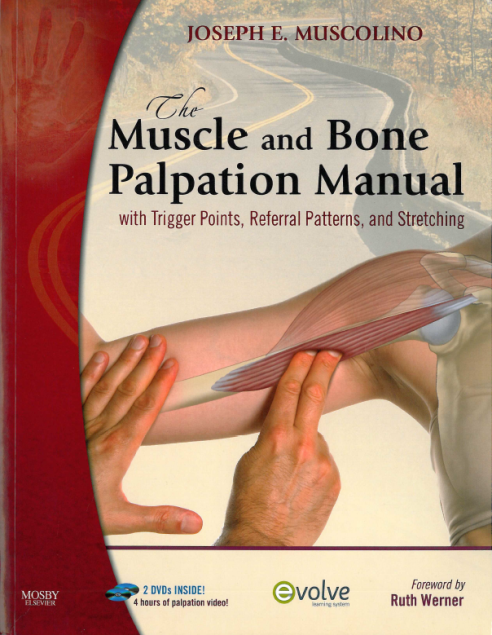 JOSEPH E. MUSCOLINO
The
Muscle and Bone
Palpation Manual
with Trigger Points, Referral Patterns, and Stretching
2 DVDs INSIDE!
4 hours of palpation video!
evolve
learning system
Foreword by
Ruth Werner
MOSBY
ELSEVIER